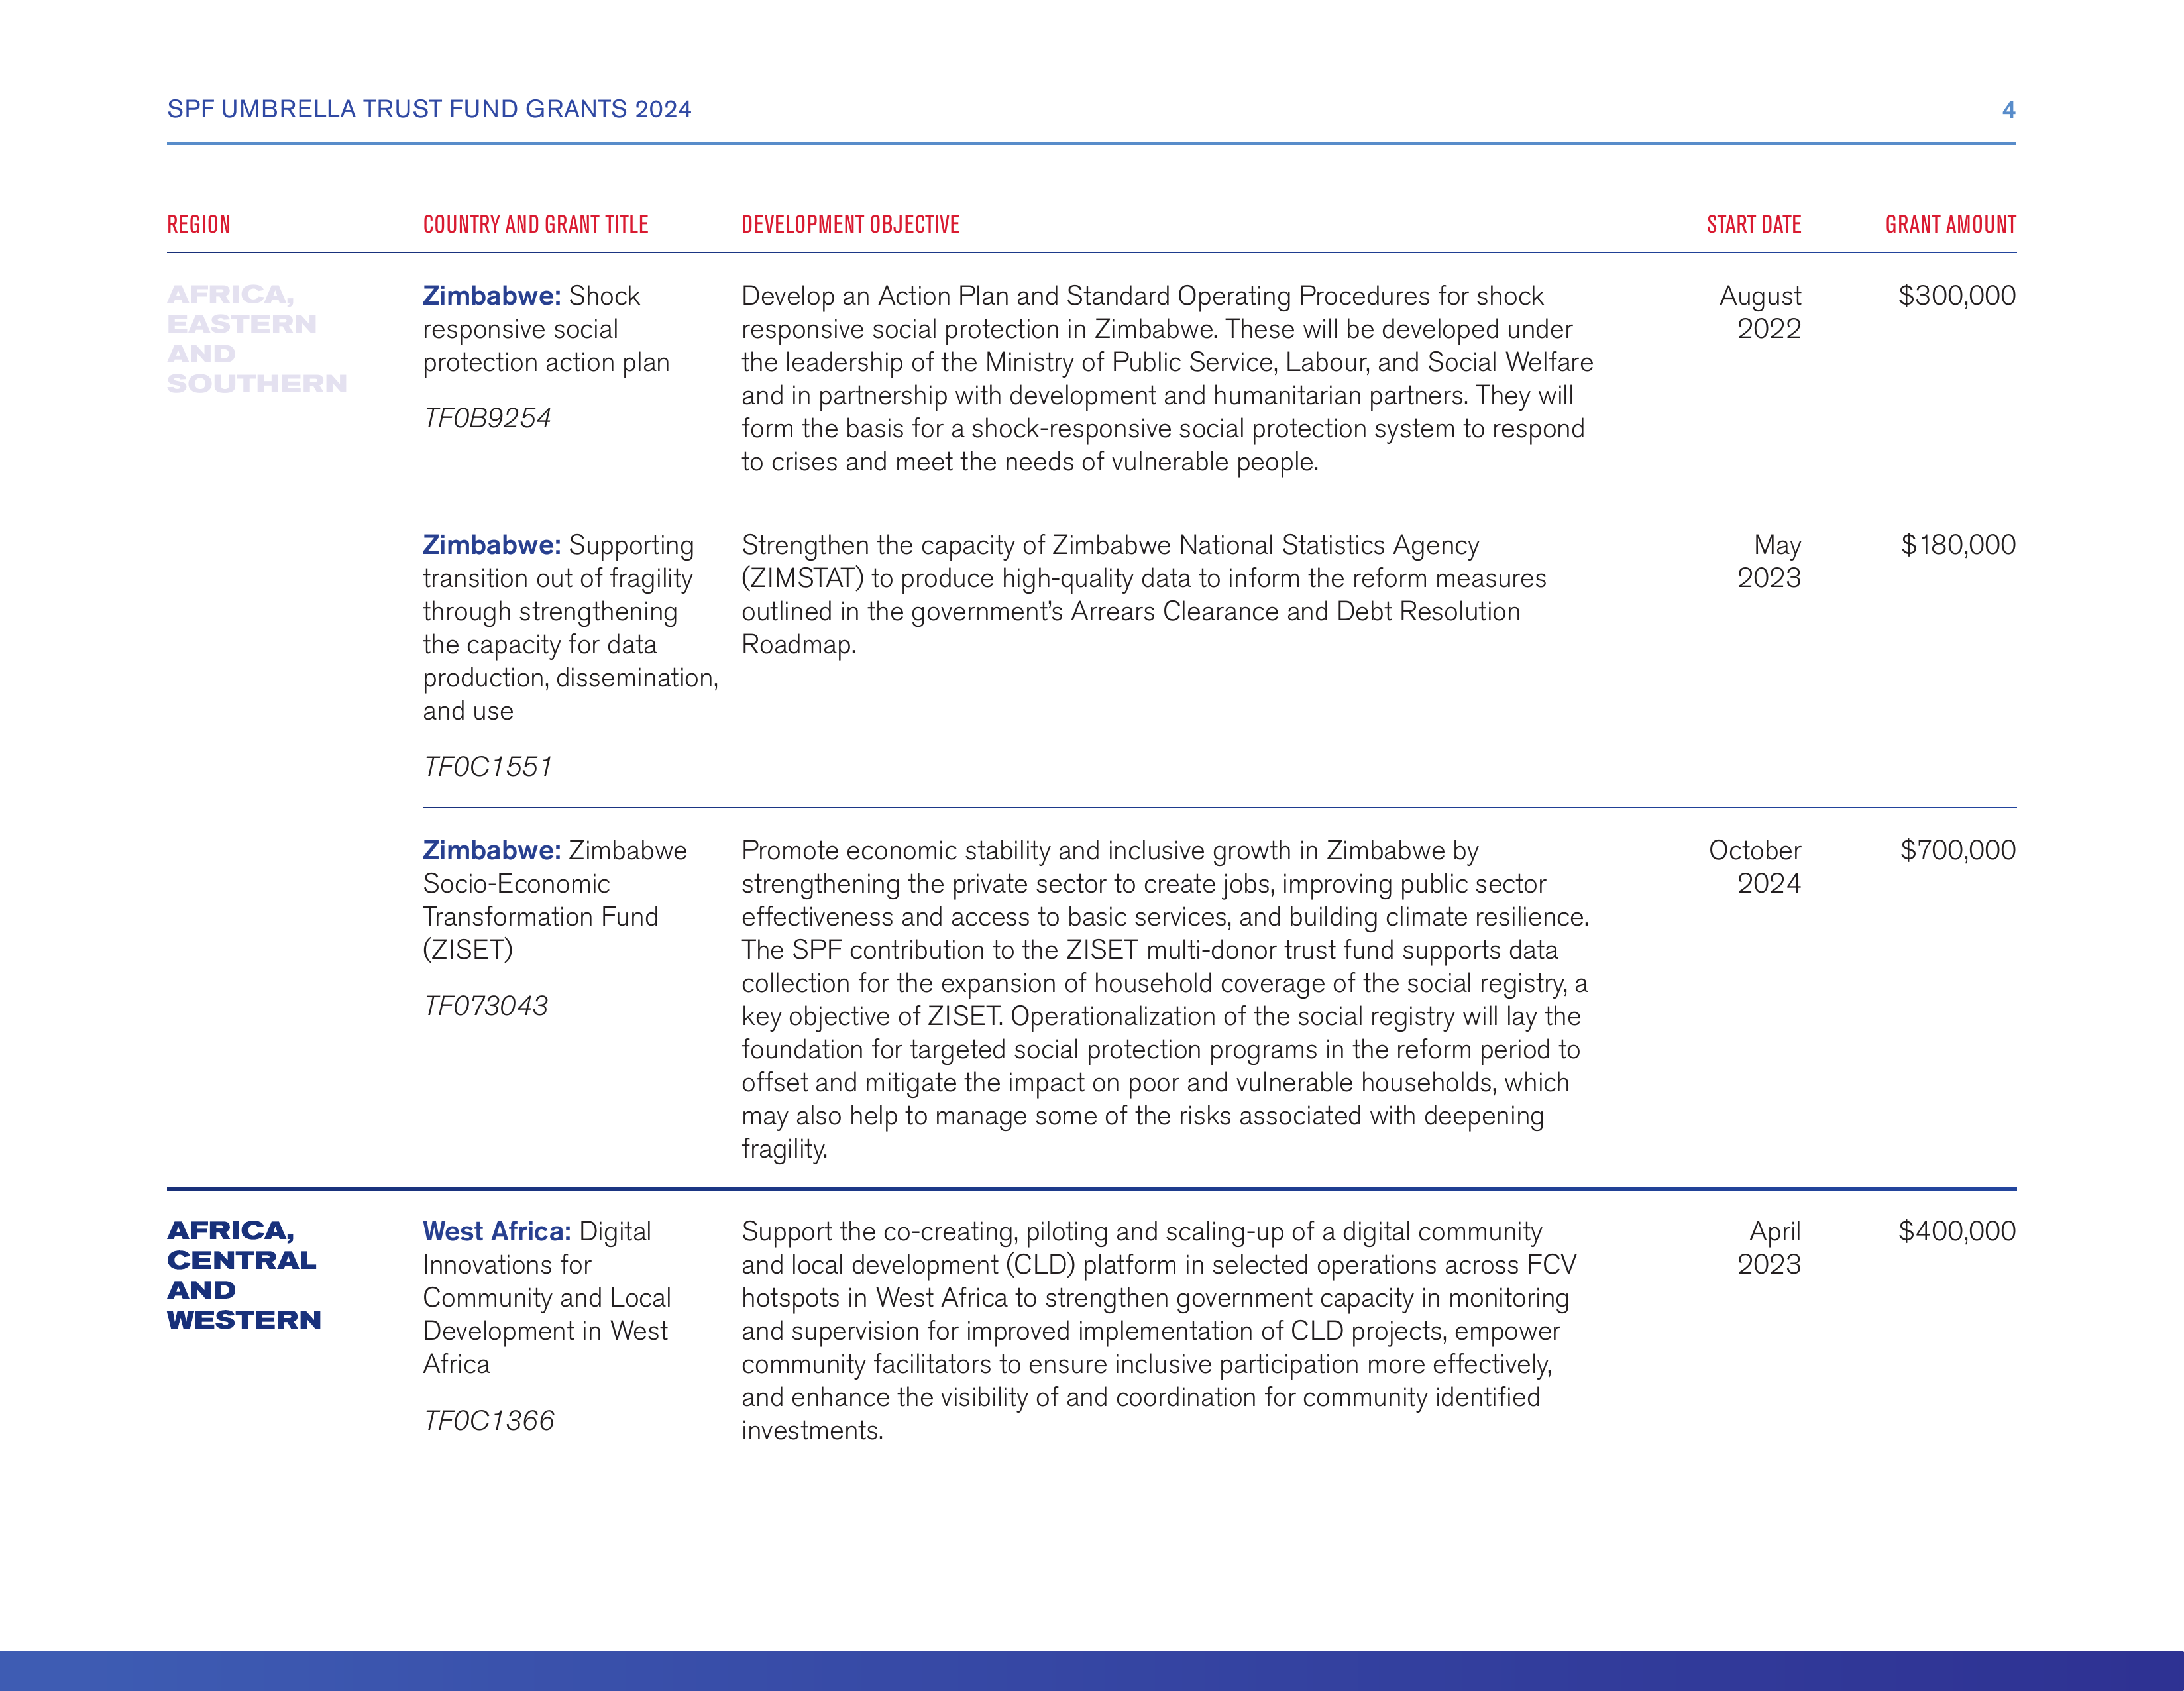 SPF UMBRELLA TRUST FUND GRANTS 2024
4
REGION
COUNTRY AND GRANT TITLE
DEVELOPMENT OBJECTIVE
START DATE
GRANT AMOUNT
AFRICA,
EASTERN
AND
SOUTHERN
Zimbabwe: Shock
responsive social
protection action plan
TF0B9254
Develop an Action Plan and Standard Operating Procedures for shock
responsive social protection in Zimbabwe. These will be developed under
the leadership of the Ministry of Public Service, Labour, and Social Welfare
and in partnership with development and humanitarian partners. They will
form the basis for a shock-responsive social protection system to respond
to crises and meet the needs of vulnerable people.
August
2022
$300,000
Zimbabwe: Supporting
transition out of fragility
through strengthening
the capacity for data
production, dissemination,
and use
TF0C1551
Strengthen the capacity of Zimbabwe National Statistics Agency
(ZIMSTAT) to produce high-quality data to inform the reform measures
outlined in the government’s Arrears Clearance and Debt Resolution
Roadmap.
May
2023
$180,000
Zimbabwe: Zimbabwe
Socio-Economic
Transformation Fund
(ZISET)
TF073043
Promote economic stability and inclusive growth in Zimbabwe by
strengthening the private sector to create jobs, improving public sector
effectiveness and access to basic services, and building climate resilience.
The SPF contribution to the ZISET multi-donor trust fund supports data
collection for the expansion of household coverage of the social registry, a
key objective of ZISET. Operationalization of the social registry will lay the
foundation for targeted social protection programs in the reform period to
offset and mitigate the impact on poor and vulnerable households, which
may also help to manage some of the risks associated with deepening
fragility.
October
2024
$700,000
AFRICA,
CENTRAL
AND
WESTERN
West Africa: Digital
Innovations for
Community and Local
Development in West
Africa
TF0C1366
Support the co-creating, piloting and scaling-up of a digital community
and local development (CLD) platform in selected operations across FCV
hotspots in West Africa to strengthen government capacity in monitoring
and supervision for improved implementation of CLD projects, empower
community facilitators to ensure inclusive participation more effectively,
and enhance the visibility of and coordination for community identified
investments.
April
2023
$400,000